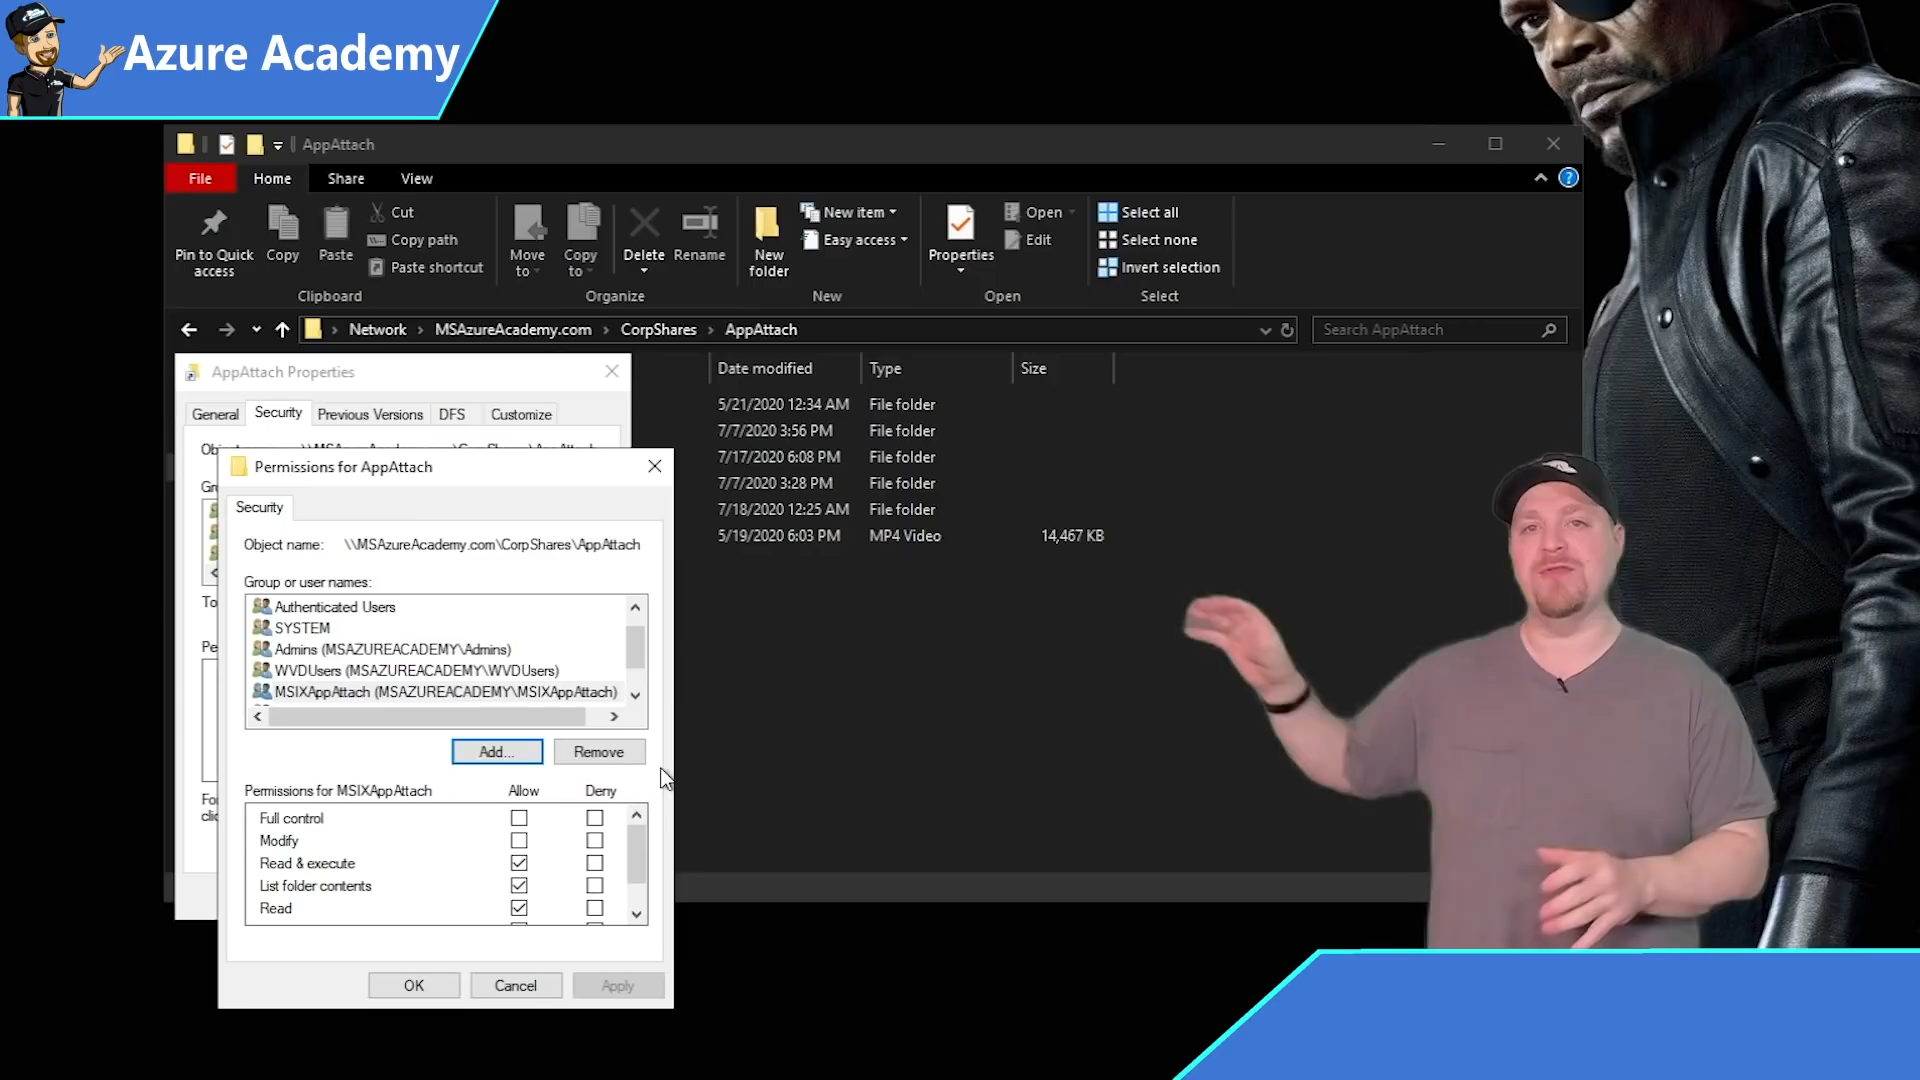 Azure Academy
AppAttach
File
Home
Share
View
Pin to Quick access
Copy
Paste
Cut
Copy path
Paste shortcut
Clipboard
Move to
Copy to
Delete
Rename
Organize
New folder
New item
Easy access
New
Properties
Open
Edit
Open
Select all
Select none
Invert selection
Select
Network
MSAzureAcademy.com
CorpShares
AppAttach
Search AppAttach
AppAttach Properties
General
Security
Previous Versions
DFS
Customize
Date modified
Type
Size
5/21/2020 12:34 AM File folder
7/7/2020 3:56 PM File folder
7/17/2020 6:08 PM File folder
7/7/2020 3:28 PM File folder
7/18/2020 12:25 AM File folder
5/19/2020 6:03 PM MP4 Video 14,467 KB
Permissions for AppAttach
Security
Object name: \\MSAzureAcademy.com\CorpShares\AppAttach
Group or user names:
Authenticated Users
SYSTEM
Admins (MSAZUREACADEMY\Admins)
WVDUsers (MSAZUREACADEMY\WVDUsers)
MSIXAppAttach (MSAZUREACADEMY\MSIXAppAttach)
Add...
Remove
Permissions for MSIXAppAttach Allow Deny
Full control
Modify
Read & execute
List folder contents
Read
OK
Cancel
Apply